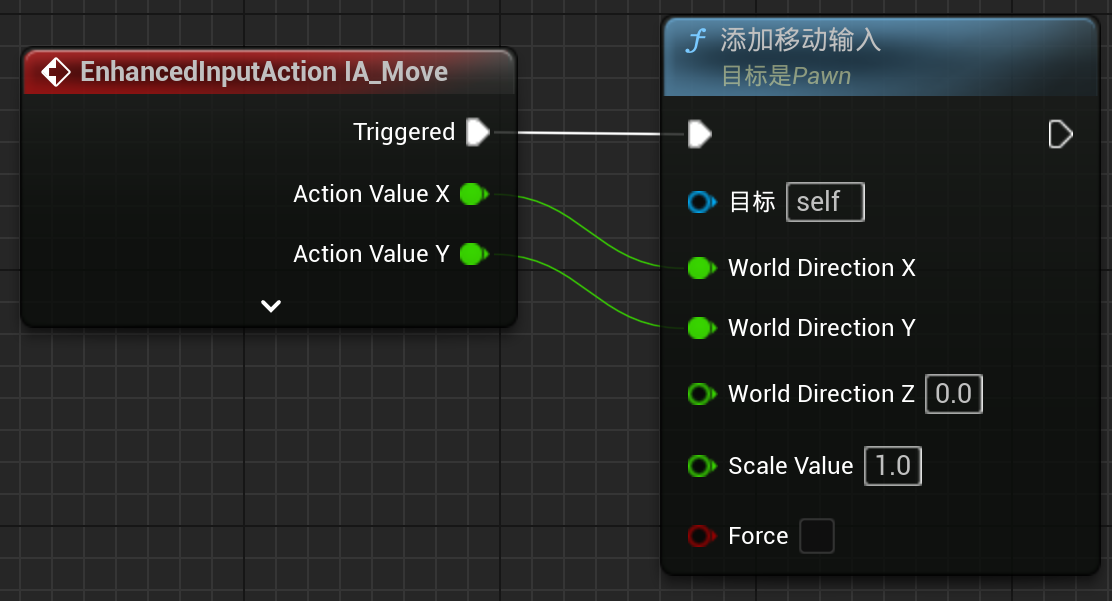 EnhancedInputAction IA_Move
Triggered
Action Value X
Action Value Y
f 添加移动输入
目标是Pawn
目标 self
World Direction X
World Direction Y
World Direction Z 0.0
Scale Value 1.0
Force